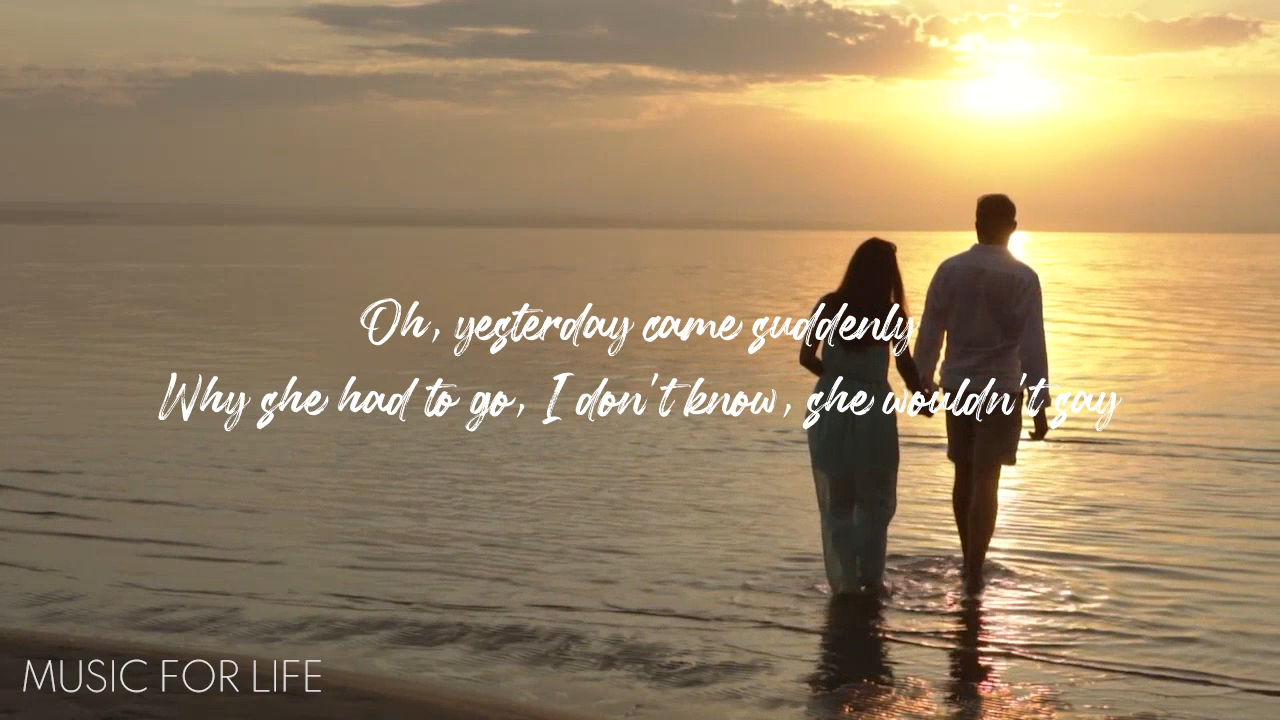 Oh, yesterday came suddenly
Why she had to go, I don't know, she wouldn't say
MUSIC FOR LIFE